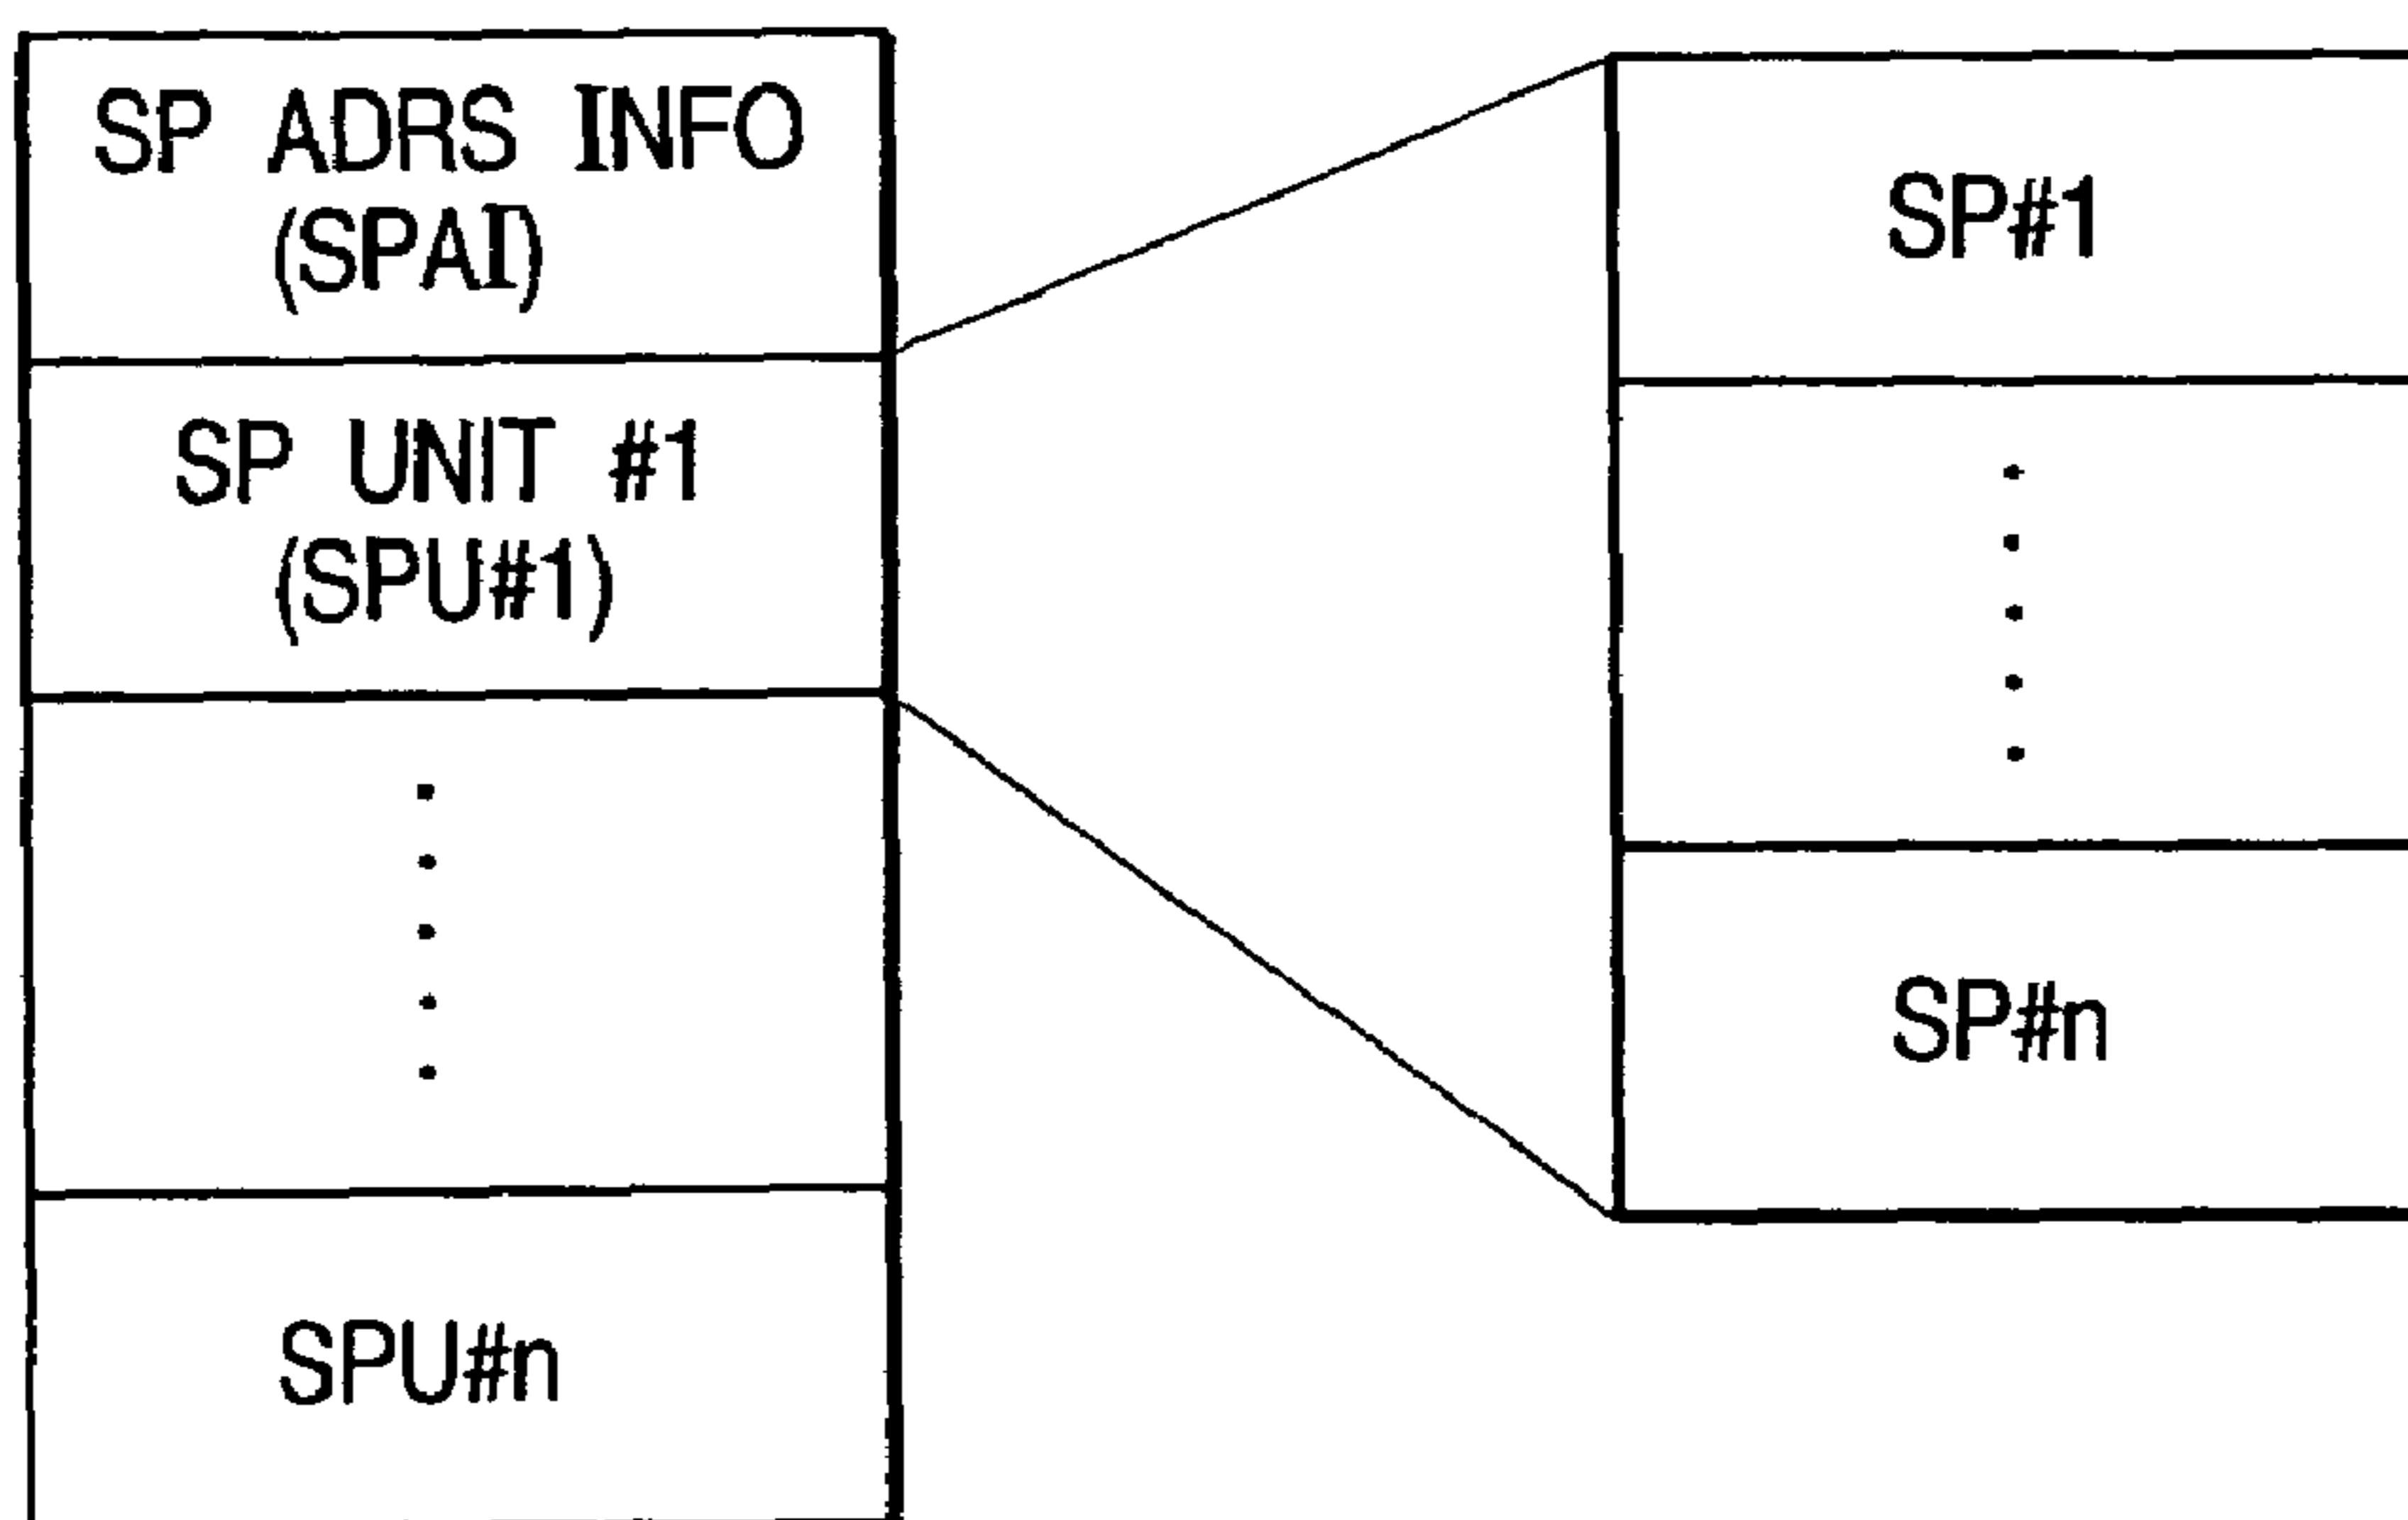 SP ADRS INFO
(SPAI)
SP UNIT #1
(SPU#1)
SPU#n
SP#1
SP#n